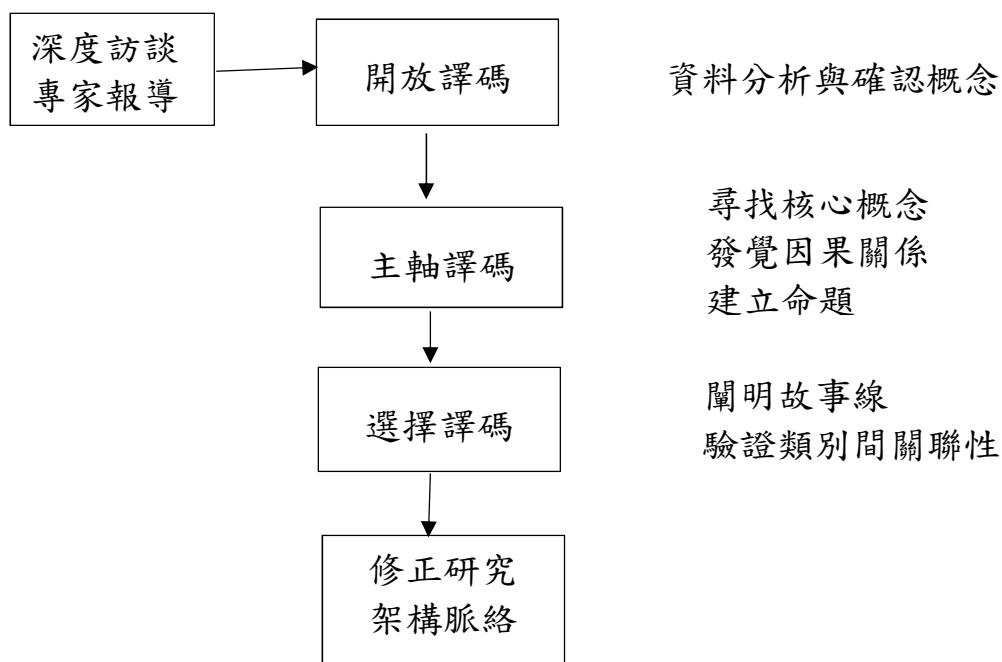 深度訪談
專家報導
開放譯碼
資料分析與確認概念
主軸譯碼
尋找核心概念
發覺因果關係
建立命題
選擇譯碼
闡明故事線
驗證類別間關聯性
修正研究
架構脈絡